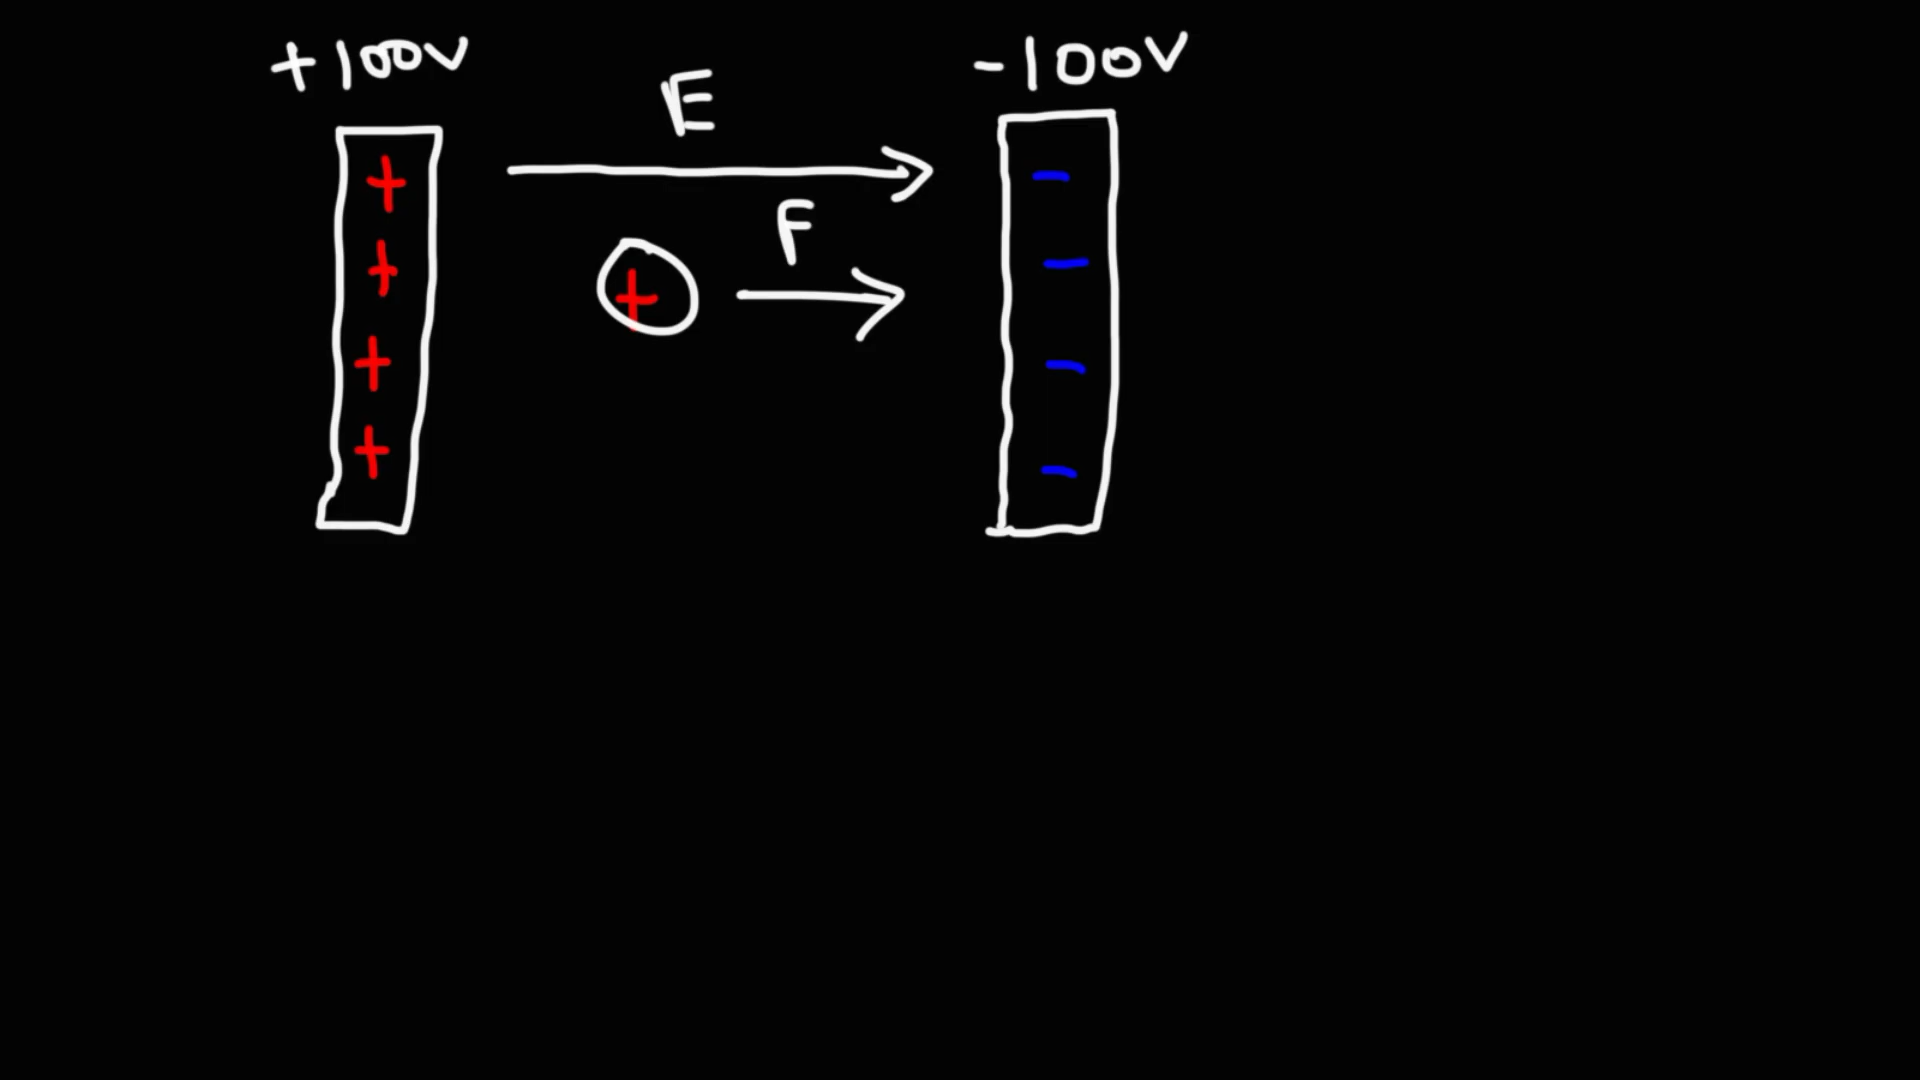 +100V
-100V
E
F
+
+
+
+
+
-
-
-
-